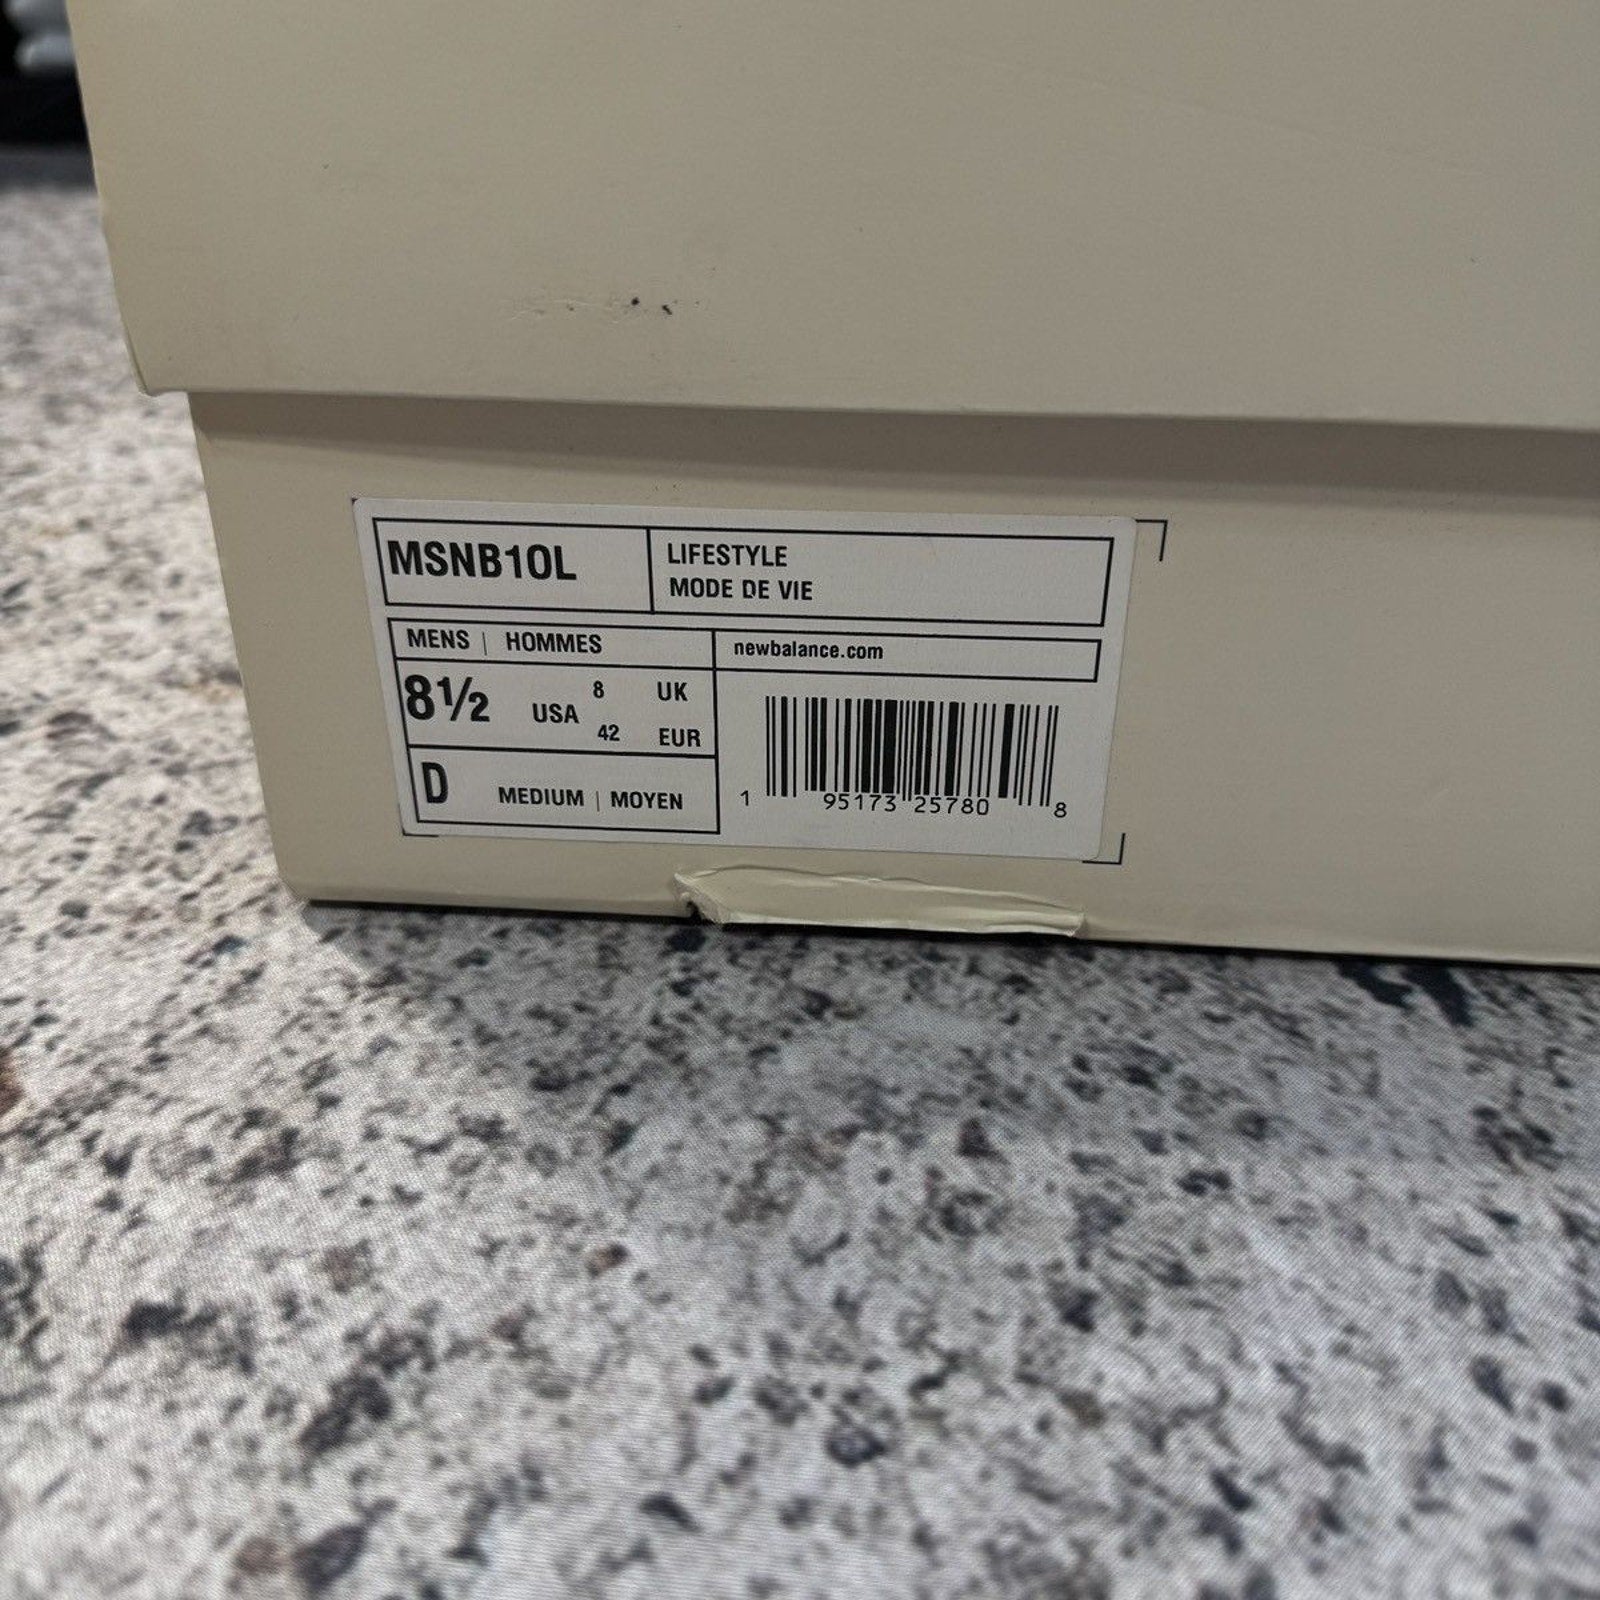 MSNB10L
LIFESTYLE
MODE DE VIE
MENS | HOMMES
newbalance.com
8½ USA 8 UK
42 EUR
D MEDIUM | MOYEN
1 95173 25780 8